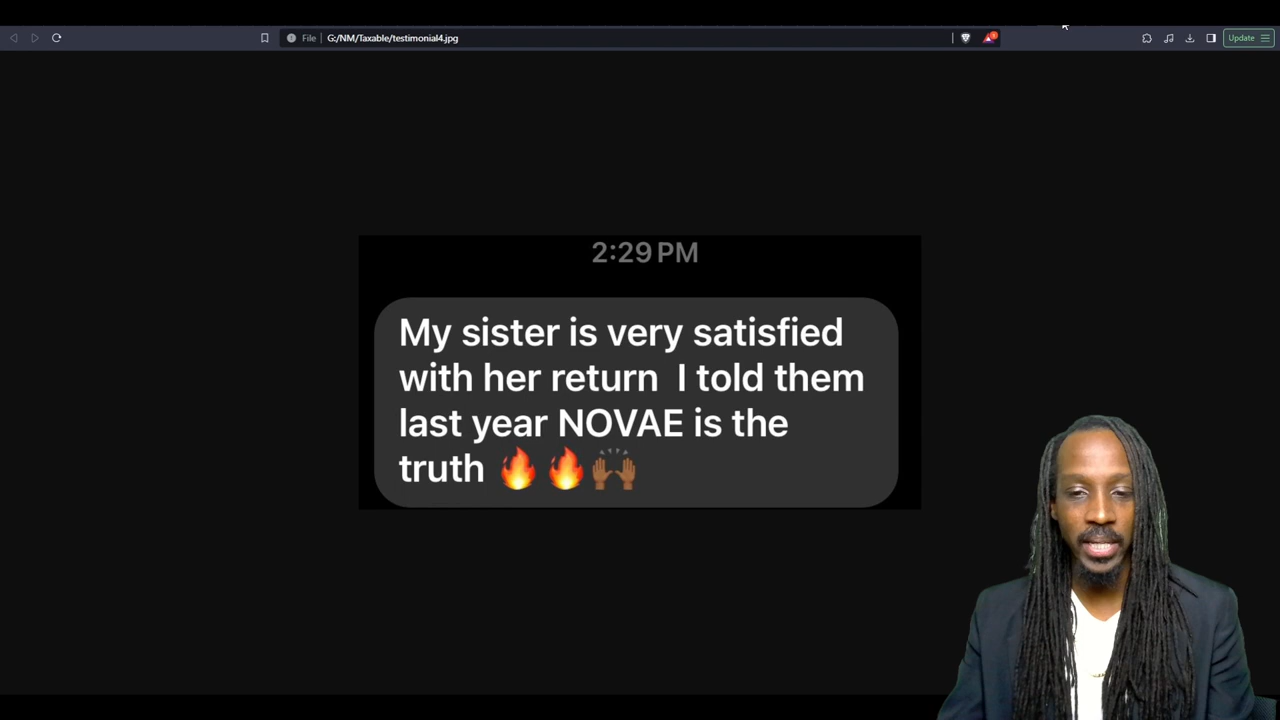 File
G:/NM/Taxable/testimonial4.jpg
Update
2:29 PM
My sister is very satisfied
with her return I told them
last year NOVAE is the
truth 🔥🔥🙌🏾